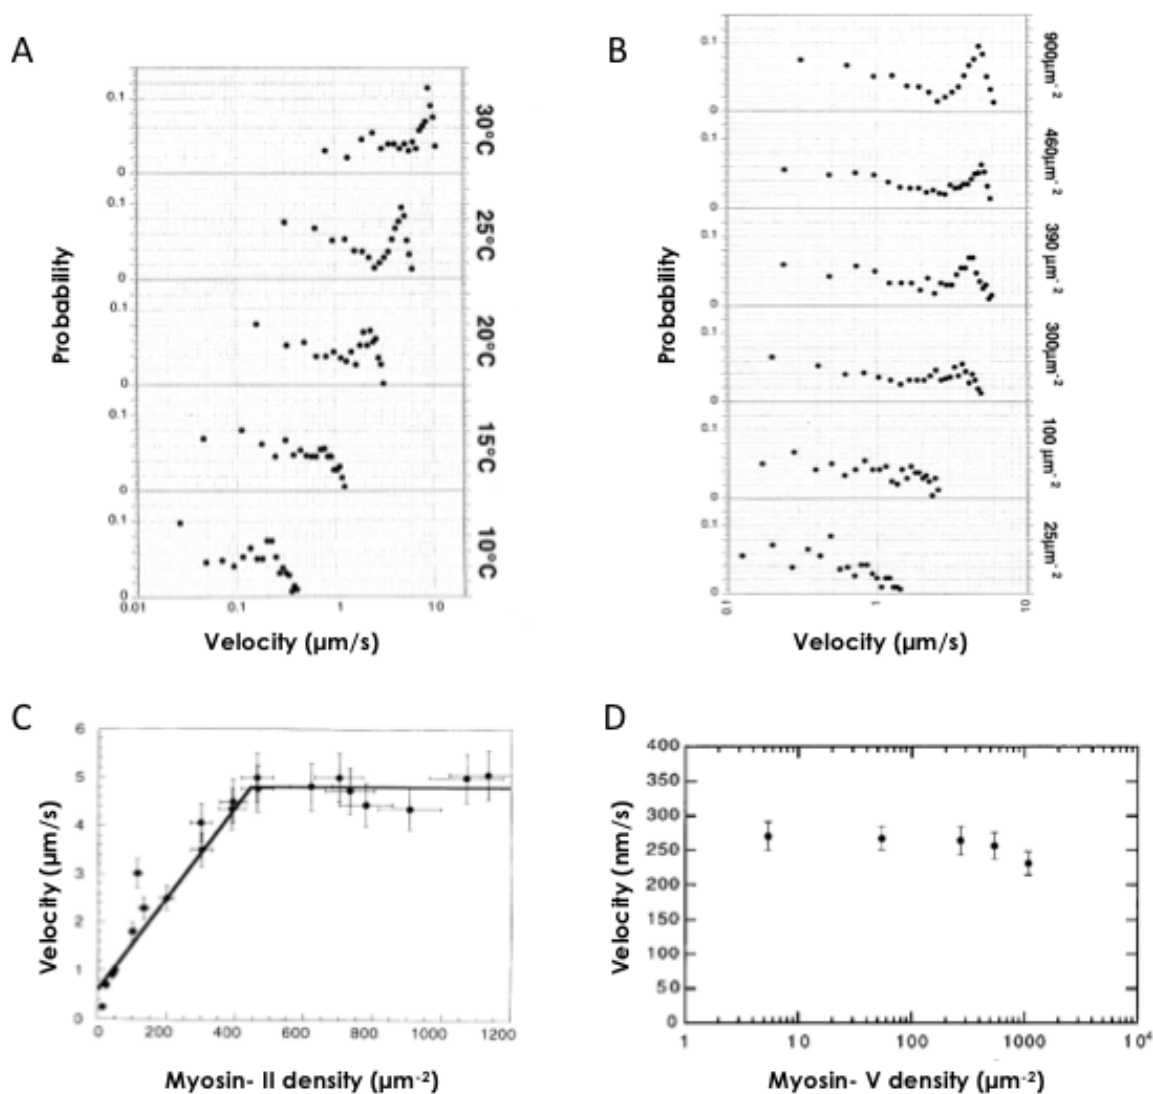 A
Probability
0.1
0
30°C
0.1
0
25°C
0.1
0
20°C
0.1
0
15°C
0.1
0
10°C
0.01
0.1
1
10
Velocity (µm/s)
B
Probability
0.1
0
900µm⁻²
0.1
0
460µm⁻²
0.1
0
390 µm⁻²
0.1
0
300µm⁻²
0.1
0
100 µm⁻²
0.1
0
25µm⁻²
0.1
1
10
Velocity (µm/s)
C
Velocity (µm/s)
6
5
4
3
2
1
0
0 200 400 600 800 1000 1200
Myosin- II density (µm⁻²)
D
Velocity (nm/s)
400
350
300
250
200
150
100
50
0
1 10 100 1000 10⁴
Myosin- V density (µm⁻²)